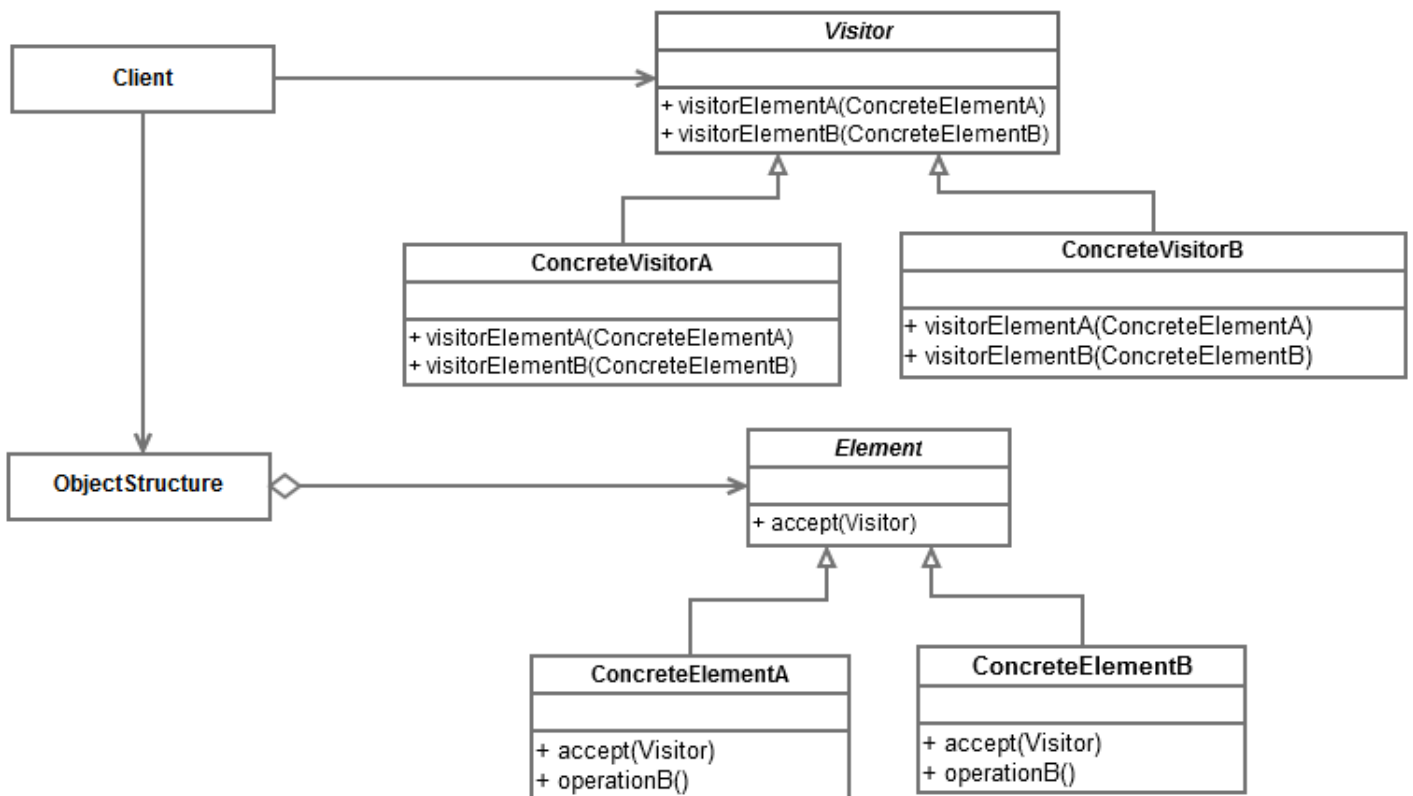 Visitor
Client
+ visitorElementA(ConcreteElementA)
+ visitorElementB(ConcreteElementB)
ConcreteVisitorA
+ visitorElementA(ConcreteElementA)
+ visitorElementB(ConcreteElementB)
ConcreteVisitorB
+ visitorElementA(ConcreteElementA)
+ visitorElementB(ConcreteElementB)
ObjectStructure
Element
+ accept(Visitor)
ConcreteElementA
+ accept(Visitor)
+ operationB()
ConcreteElementB
+ accept(Visitor)
+ operationB()